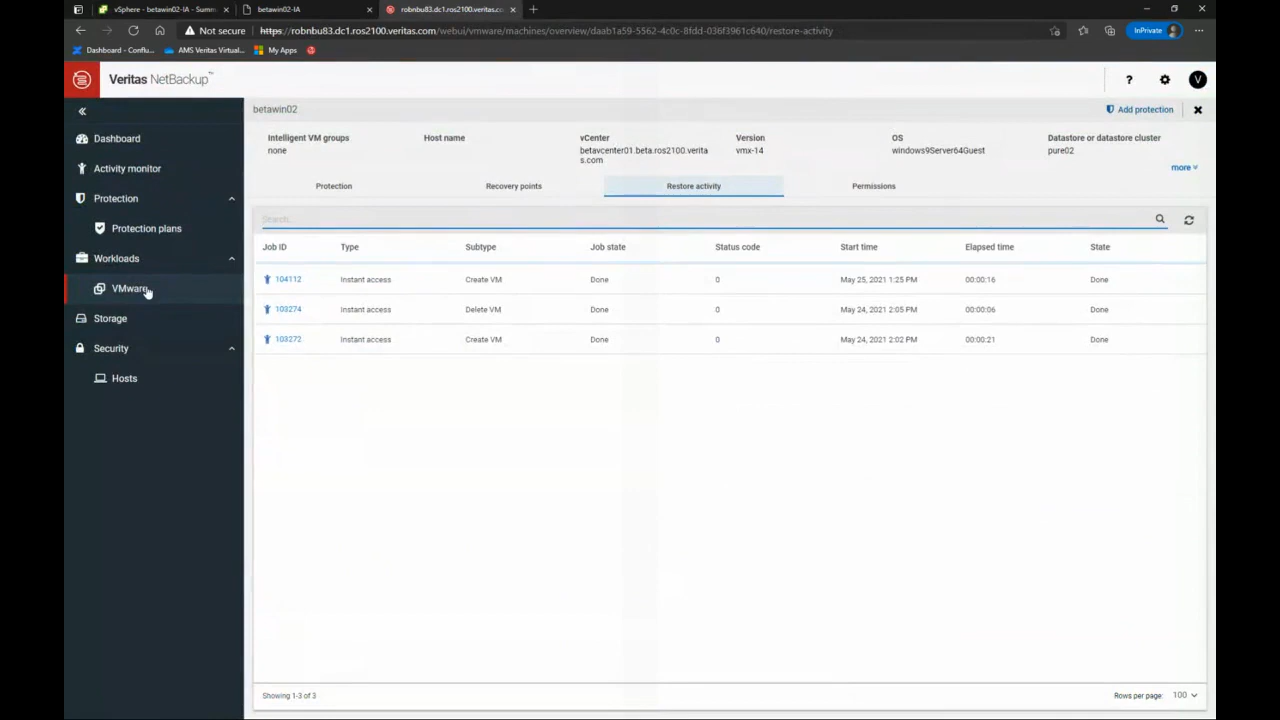 vSphere - betawin02-IA - Summ
betawin02-IA
robnbu83.dc1.ros2100.veritas.co
Not secure
https://robnbu83.dc1.ros2100.veritas.com/webui/vmware/machines/overview/daab1a59-5562-4c0c-8fdd-036f3961c640/restore-activity
InPrivate
Dashboard - Conflu...
AMS Veritas Virtual...
My Apps
Veritas NetBackup™
?
V
Dashboard
Activity monitor
Protection
Protection plans
Workloads
VMware
Storage
Security
Hosts
betawin02
Add protection
Intelligent VM groups Host name vCenter Version OS Datastore or datastore cluster
none betavcenter01.beta.ros2100.verita vmx-14 windows9Server64Guest pure02
s.com
more
Protection Recovery points Restore activity Permissions
Search...
Job ID Type Subtype Job state Status code Start time Elapsed time State
104112 Instant access Create VM Done 0 May 25, 2021 1:25 PM 00:00:16 Done
103274 Instant access Delete VM Done 0 May 24, 2021 2:05 PM 00:00:06 Done
103272 Instant access Create VM Done 0 May 24, 2021 2:02 PM 00:00:21 Done
Showing 1-3 of 3
Rows per page: 100